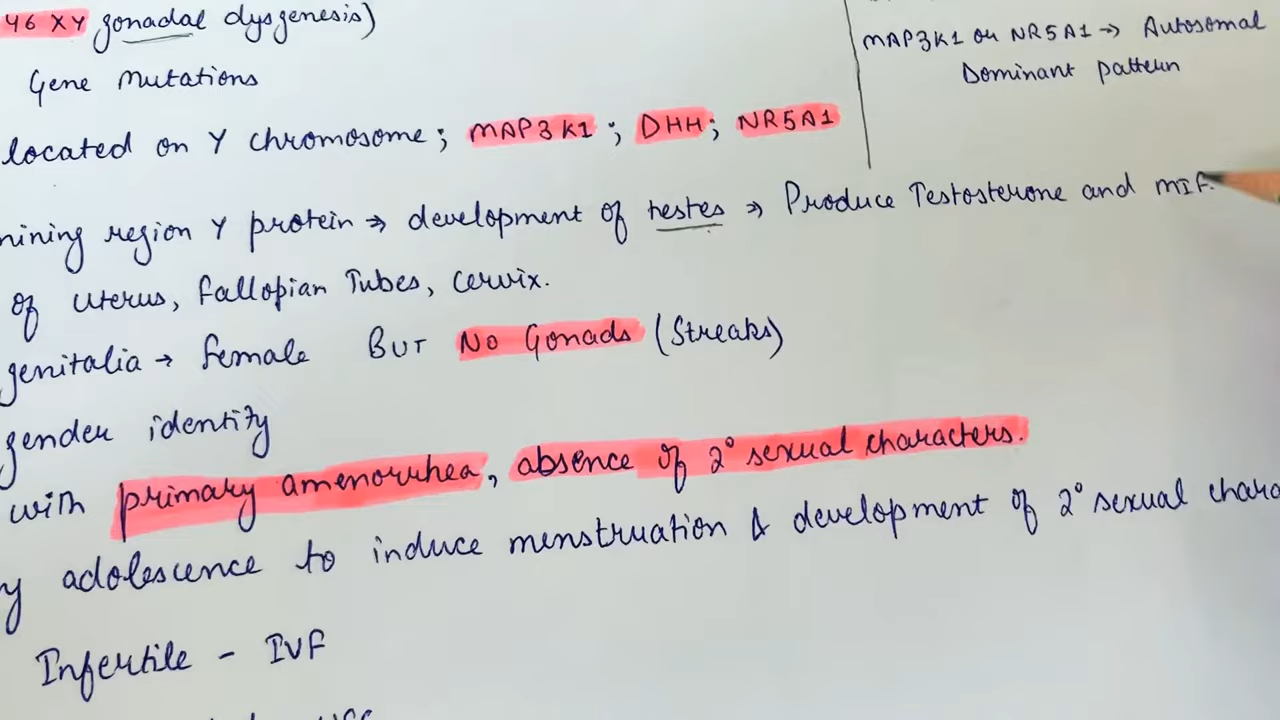 46 XY gonadal dysgenesis)
Gene Mutations
located on Y chromosome; MAP3K1; DHH; NR5A1
MAP3K1 or NR5A1 → Autosomal
Dominant pattern
mining region Y protein → development of testes → Produce Testosterone and MIF.
of uterus, fallopian Tubes, cervix.
genitalia → female BUT No Gonads (Streaks)
gender identity
with primary amenorrhea, absence of 2° sexual characters.
y adolescence to induce menstruation & development of 2° sexual chara
Infertile - IVF